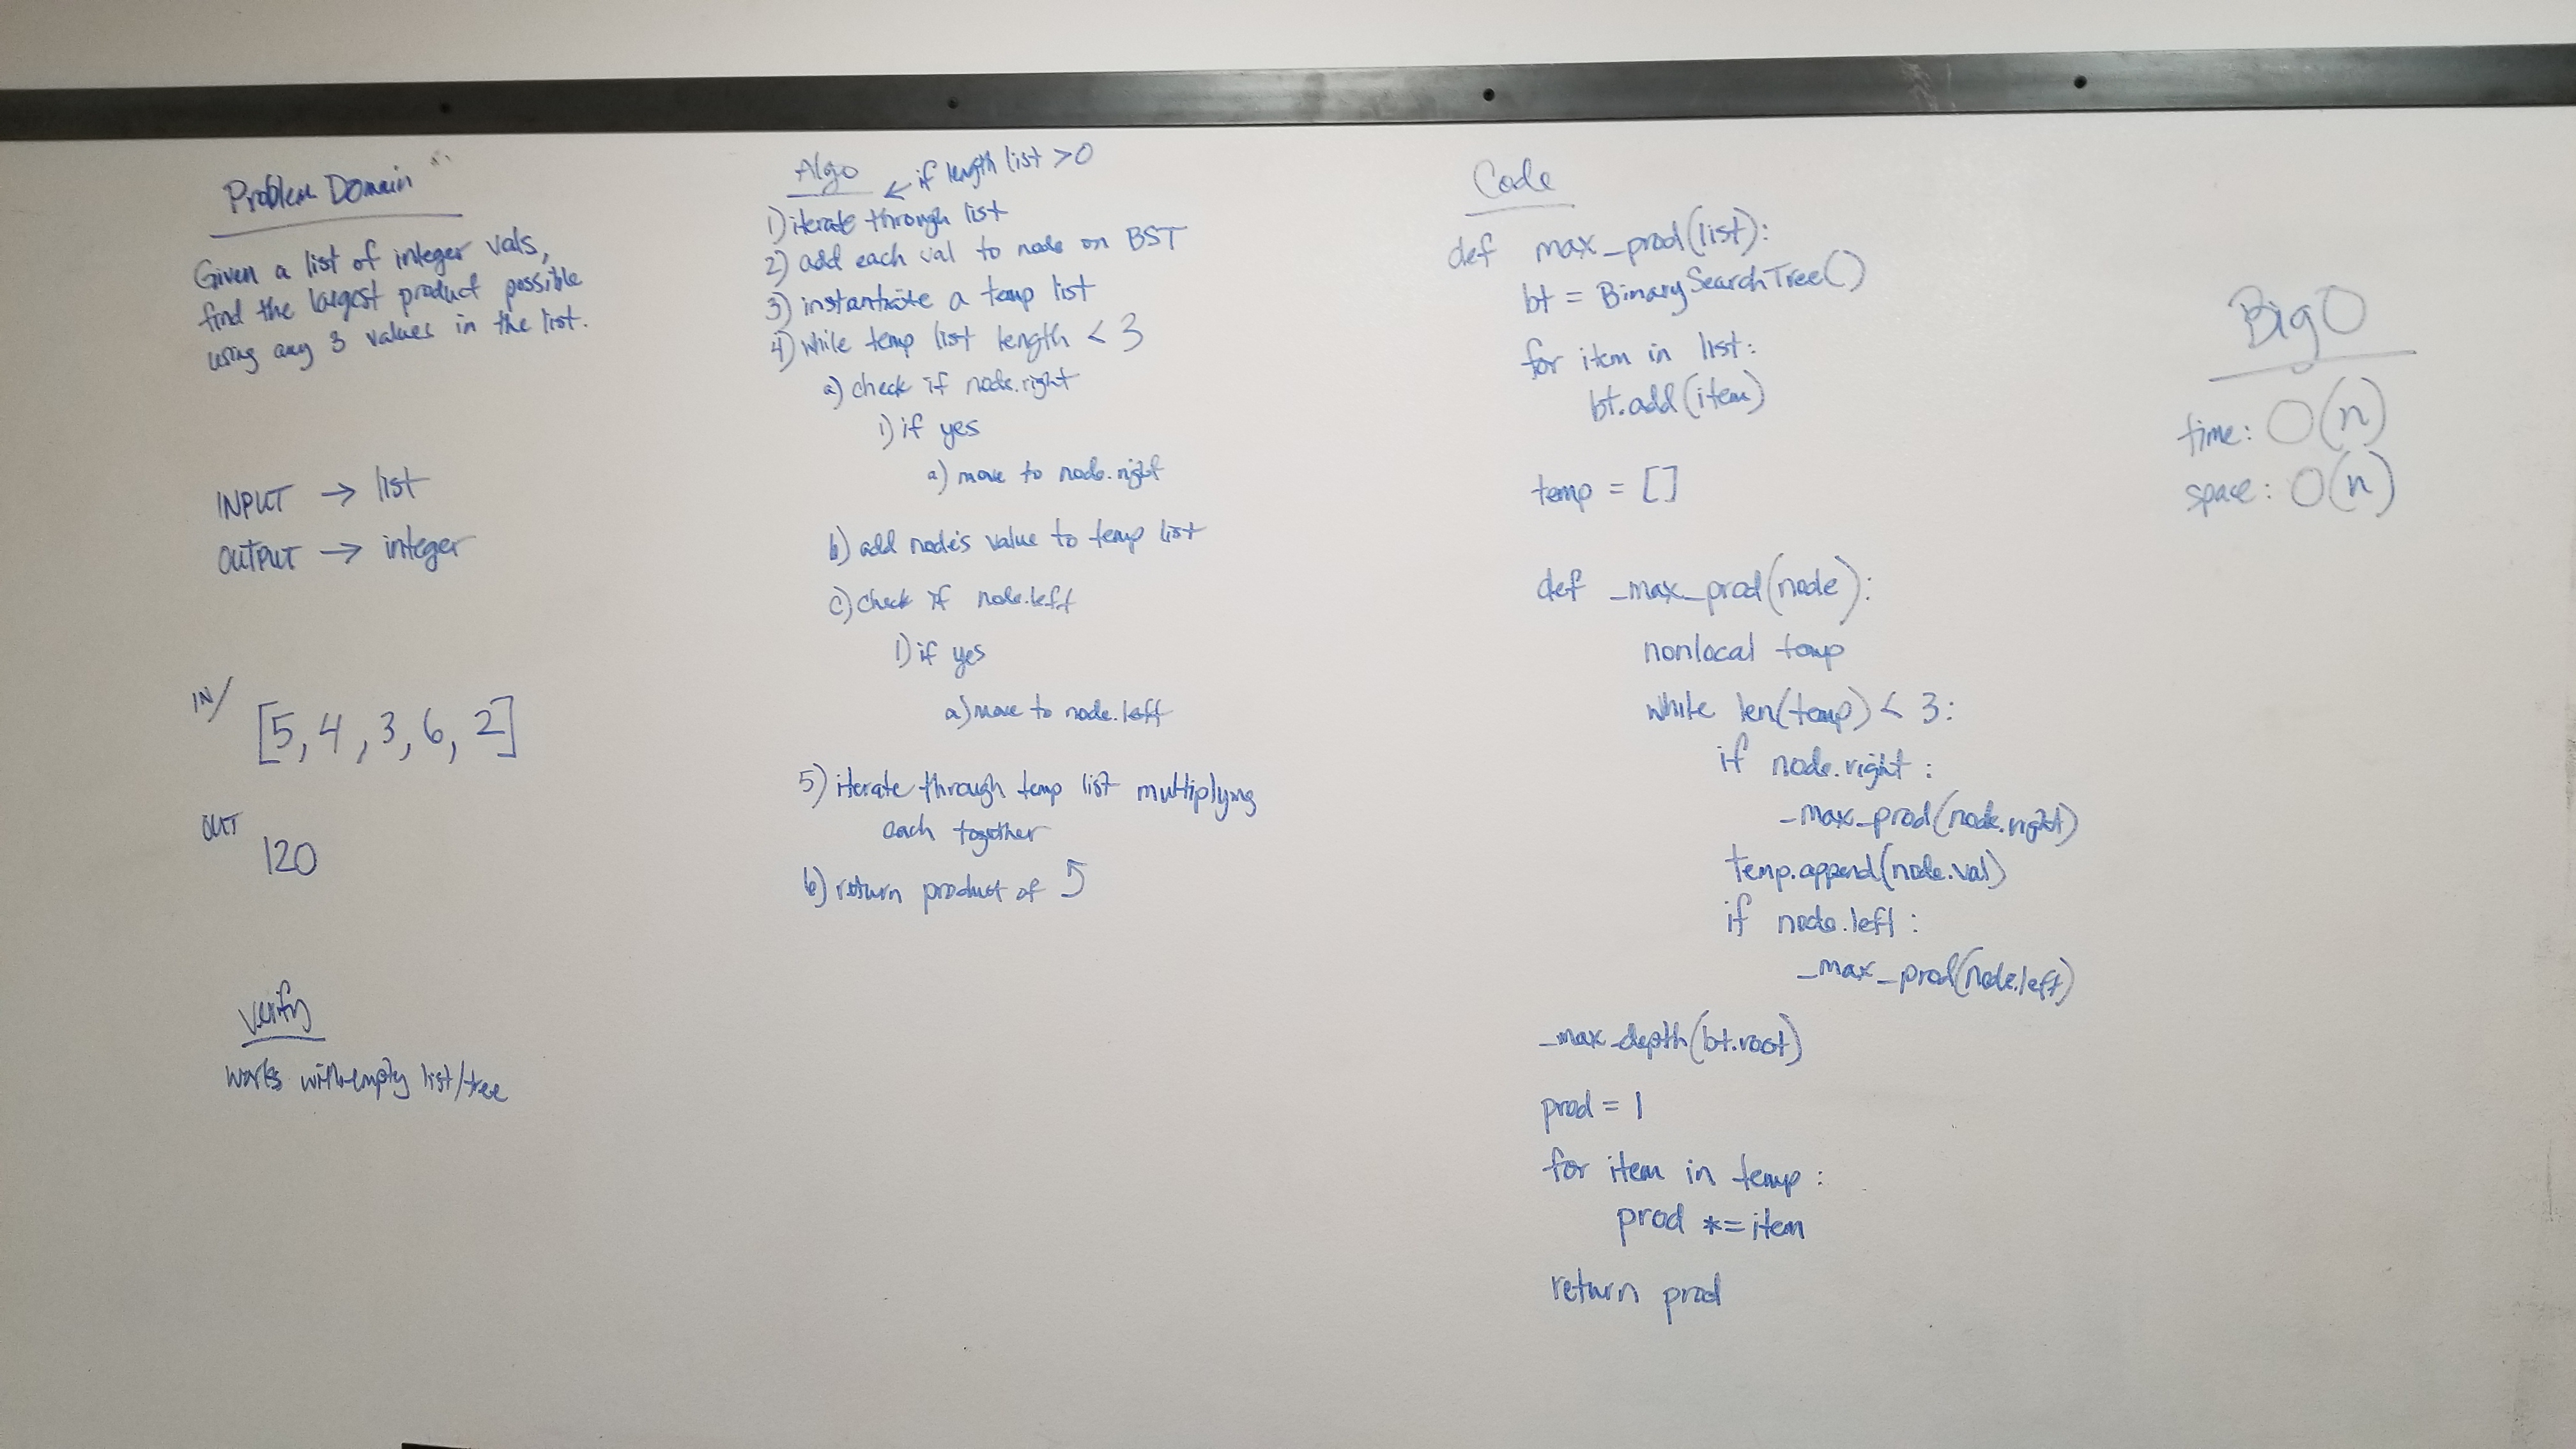 Problem Domain
Given a list of integer vals,
find the largest product possible
using any 3 values in the list.
INPUT → list
OUTPUT → integer
IN/
[5, 4, 3, 6, 2]
OUT
120
Verify
works with empty list/tree
Algo
← if length list > 0
1) iterate through list
2) add each val to node on BST
3) instantiate a temp list
4) while temp list length < 3
a) check if node.right
1) if yes
a) move to node.right
b) add node's value to temp list
c) check if node.left
1) if yes
a) move to node.left
5) iterate through temp list multiplying
each together
6) return product of 5
Code
def max_prod(list):
bt = BinarySearchTree()
for item in list:
bt.add(item)
temp = []
def _max_prod(node):
nonlocal temp
while len(temp) < 3:
if node.right:
_max_prod(node.right)
temp.append(node.val)
if node.left:
_max_prod(node.left)
_max_depth(bt.root)
prod = 1
for item in temp:
prod *= item
return prod
Big O
time: O(n)
space: O(n)